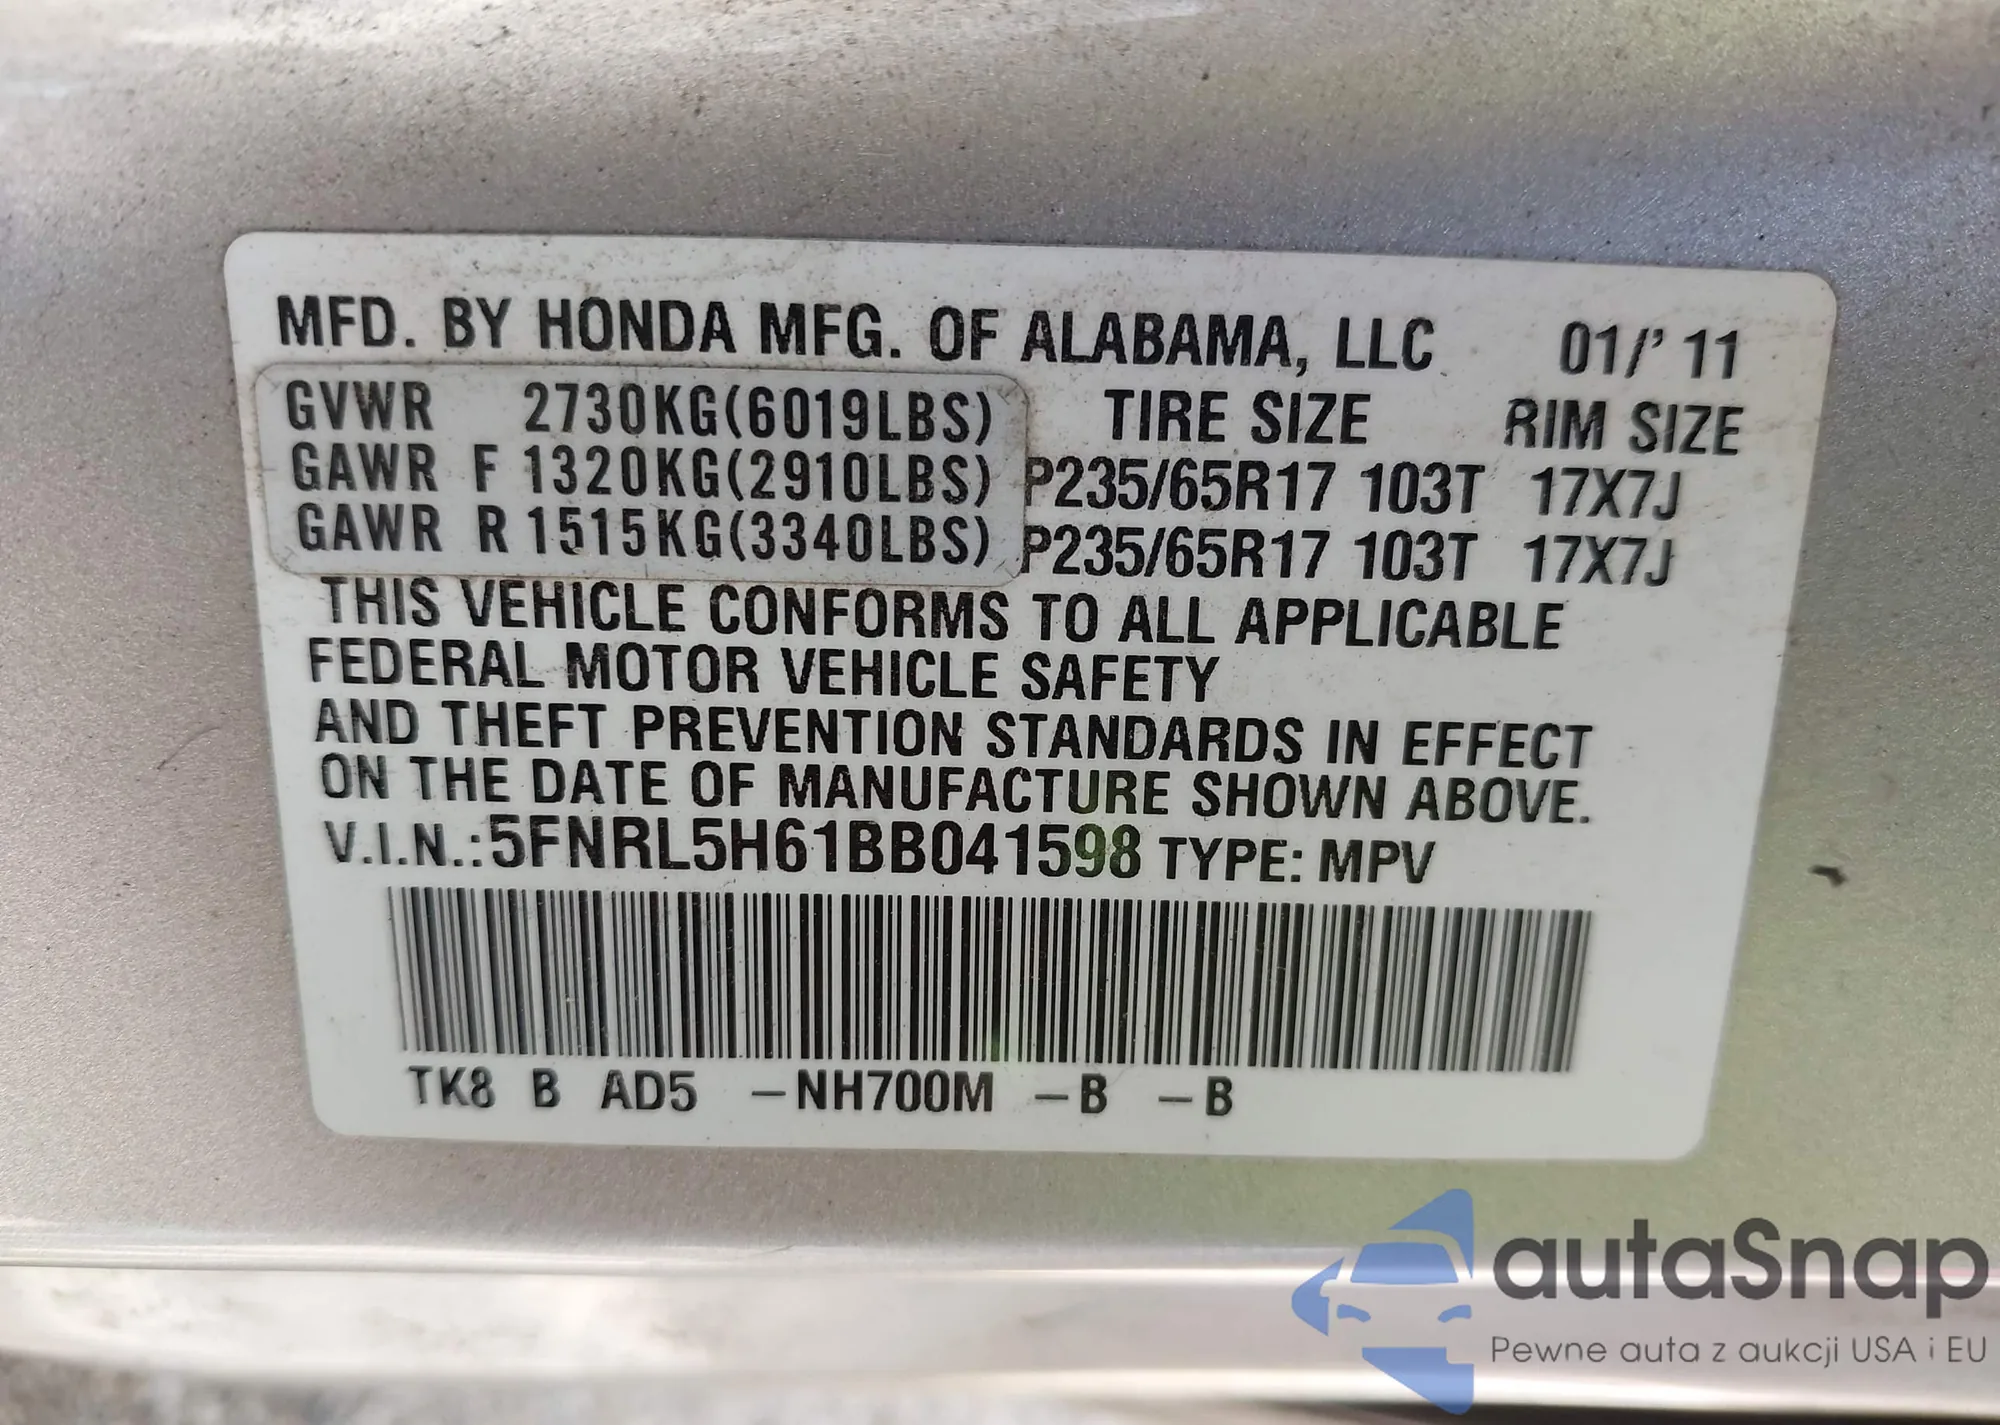 MFD. BY HONDA MFG. OF ALABAMA, LLC 01/'11
GVWR 2730KG(6019LBS) TIRE SIZE RIM SIZE
GAWR F 1320KG(2910LBS) P235/65R17 103T 17X7J
GAWR R 1515KG(3340LBS) P235/65R17 103T 17X7J
THIS VEHICLE CONFORMS TO ALL APPLICABLE
FEDERAL MOTOR VEHICLE SAFETY
AND THEFT PREVENTION STANDARDS IN EFFECT
ON THE DATE OF MANUFACTURE SHOWN ABOVE.
V.I.N.:5FNRL5H61BB041598 TYPE: MPV
TK8 B AD5 –NH700M –B –B
autaSnap
Pewne auta z aukcji USA i EU